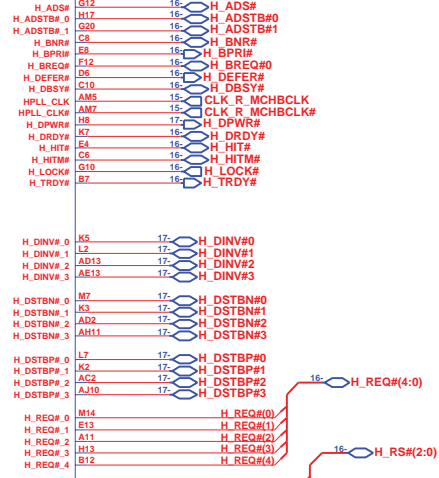 H_ADS# G12 16- H_ADS#
H_ADSTB#_0 H17 16- H_ADSTB#0
H_ADSTB#_1 G20 16- H_ADSTB#1
H_BNR# C8 16- H_BNR#
H_BPRI# E8 16- H_BPRI#
H_BREQ# F12 16- H_BREQ#0
H_DEFER# D6 16- H_DEFER#
H_DBSY# C10 16- H_DBSY#
HPLL_CLK AM5 15- CLK_R_MCHBCLK
HPLL_CLK# AM7 15- CLK_R_MCHBCLK#
H_DPWR# H8 17- H_DPWR#
H_DRDY# K7 16- H_DRDY#
H_HIT# E4 16- H_HIT#
H_HITM# C6 16- H_HITM#
H_LOCK# G10 16- H_LOCK#
H_TRDY# B7 16- H_TRDY#
H_DINV#_0 K5 17- H_DINV#0
H_DINV#_1 L2 17- H_DINV#1
H_DINV#_2 AD13 17- H_DINV#2
H_DINV#_3 AE13 17- H_DINV#3
H_DSTBN#_0 M7 17- H_DSTBN#0
H_DSTBN#_1 K3 17- H_DSTBN#1
H_DSTBN#_2 AD2 17- H_DSTBN#2
H_DSTBN#_3 AH11 17- H_DSTBN#3
H_DSTBP#_0 L7 17- H_DSTBP#0
H_DSTBP#_1 K2 17- H_DSTBP#1
H_DSTBP#_2 AC2 17- H_DSTBP#2
H_DSTBP#_3 AJ10 17- H_DSTBP#3
16- H_REQ#(4:0)
H_REQ#_0 M14 H_REQ#(0)
H_REQ#_1 E13 H_REQ#(1)
H_REQ#_2 A11 H_REQ#(2)
H_REQ#_3 H13 H_REQ#(3)
H_REQ#_4 B12 H_REQ#(4)
16- H_RS#(2:0)